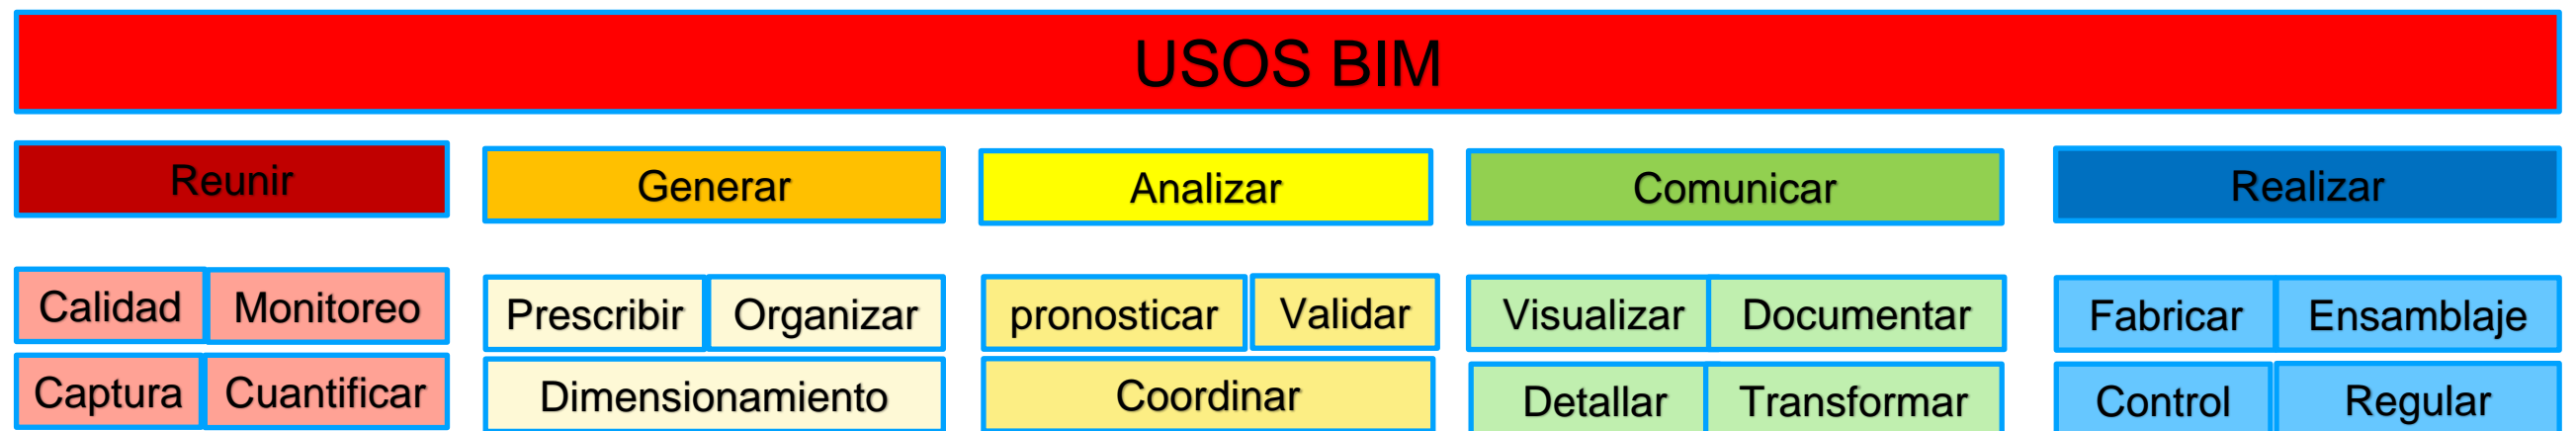 USOS BIM
Reunir
Generar
Analizar
Comunicar
Realizar
Calidad
Monitoreo
Captura
Cuantificar
Prescribir
Organizar
Dimensionamiento
pronosticar
Validar
Coordinar
Visualizar
Documentar
Detallar
Transformar
Fabricar
Ensamblaje
Control
Regular